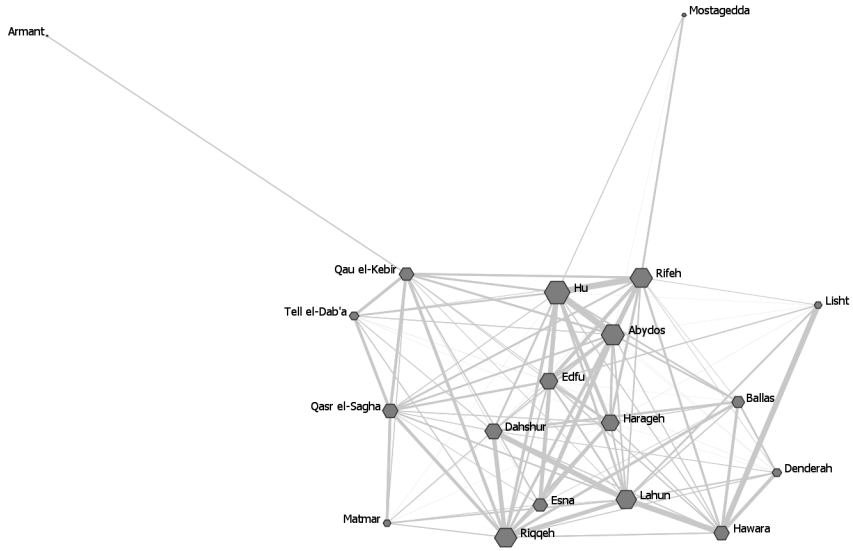 Mostagedda
Armant
Qau el-Kebir
Rifeh
Hu
Lisht
Tell el-Dab'a
Abydos
Edfu
Ballas
Qasr el-Sagha
Harageh
Dahshur
Denderah
Esna
Lahun
Matmar
Riqqeh
Hawara